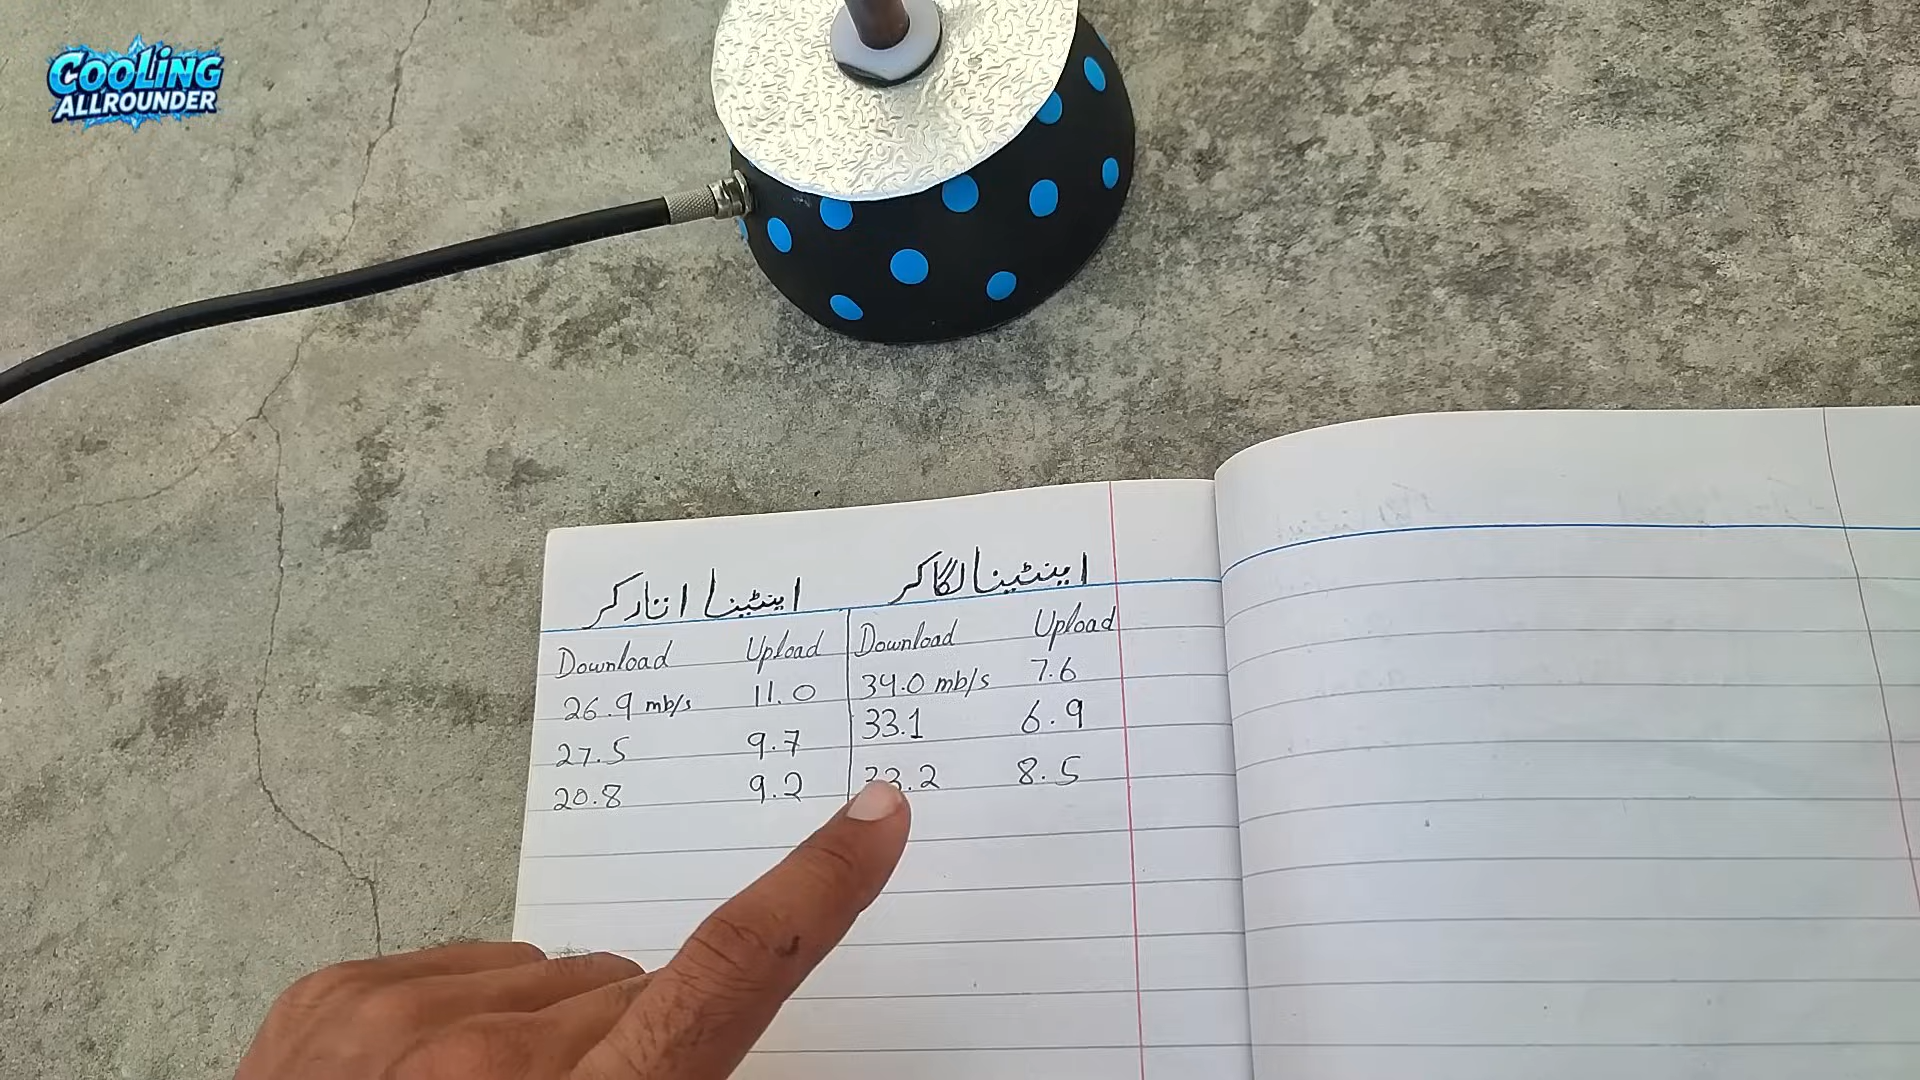 COOLING
ALLROUNDER
اینٹینا اتار کر اینٹینا لگا کر
Download Upload Download Upload
26.9 mb/s 11.0 34.0 mb/s 7.6
27.5 9.7 33.1 6.9
20.8 9.2 33.2 8.5